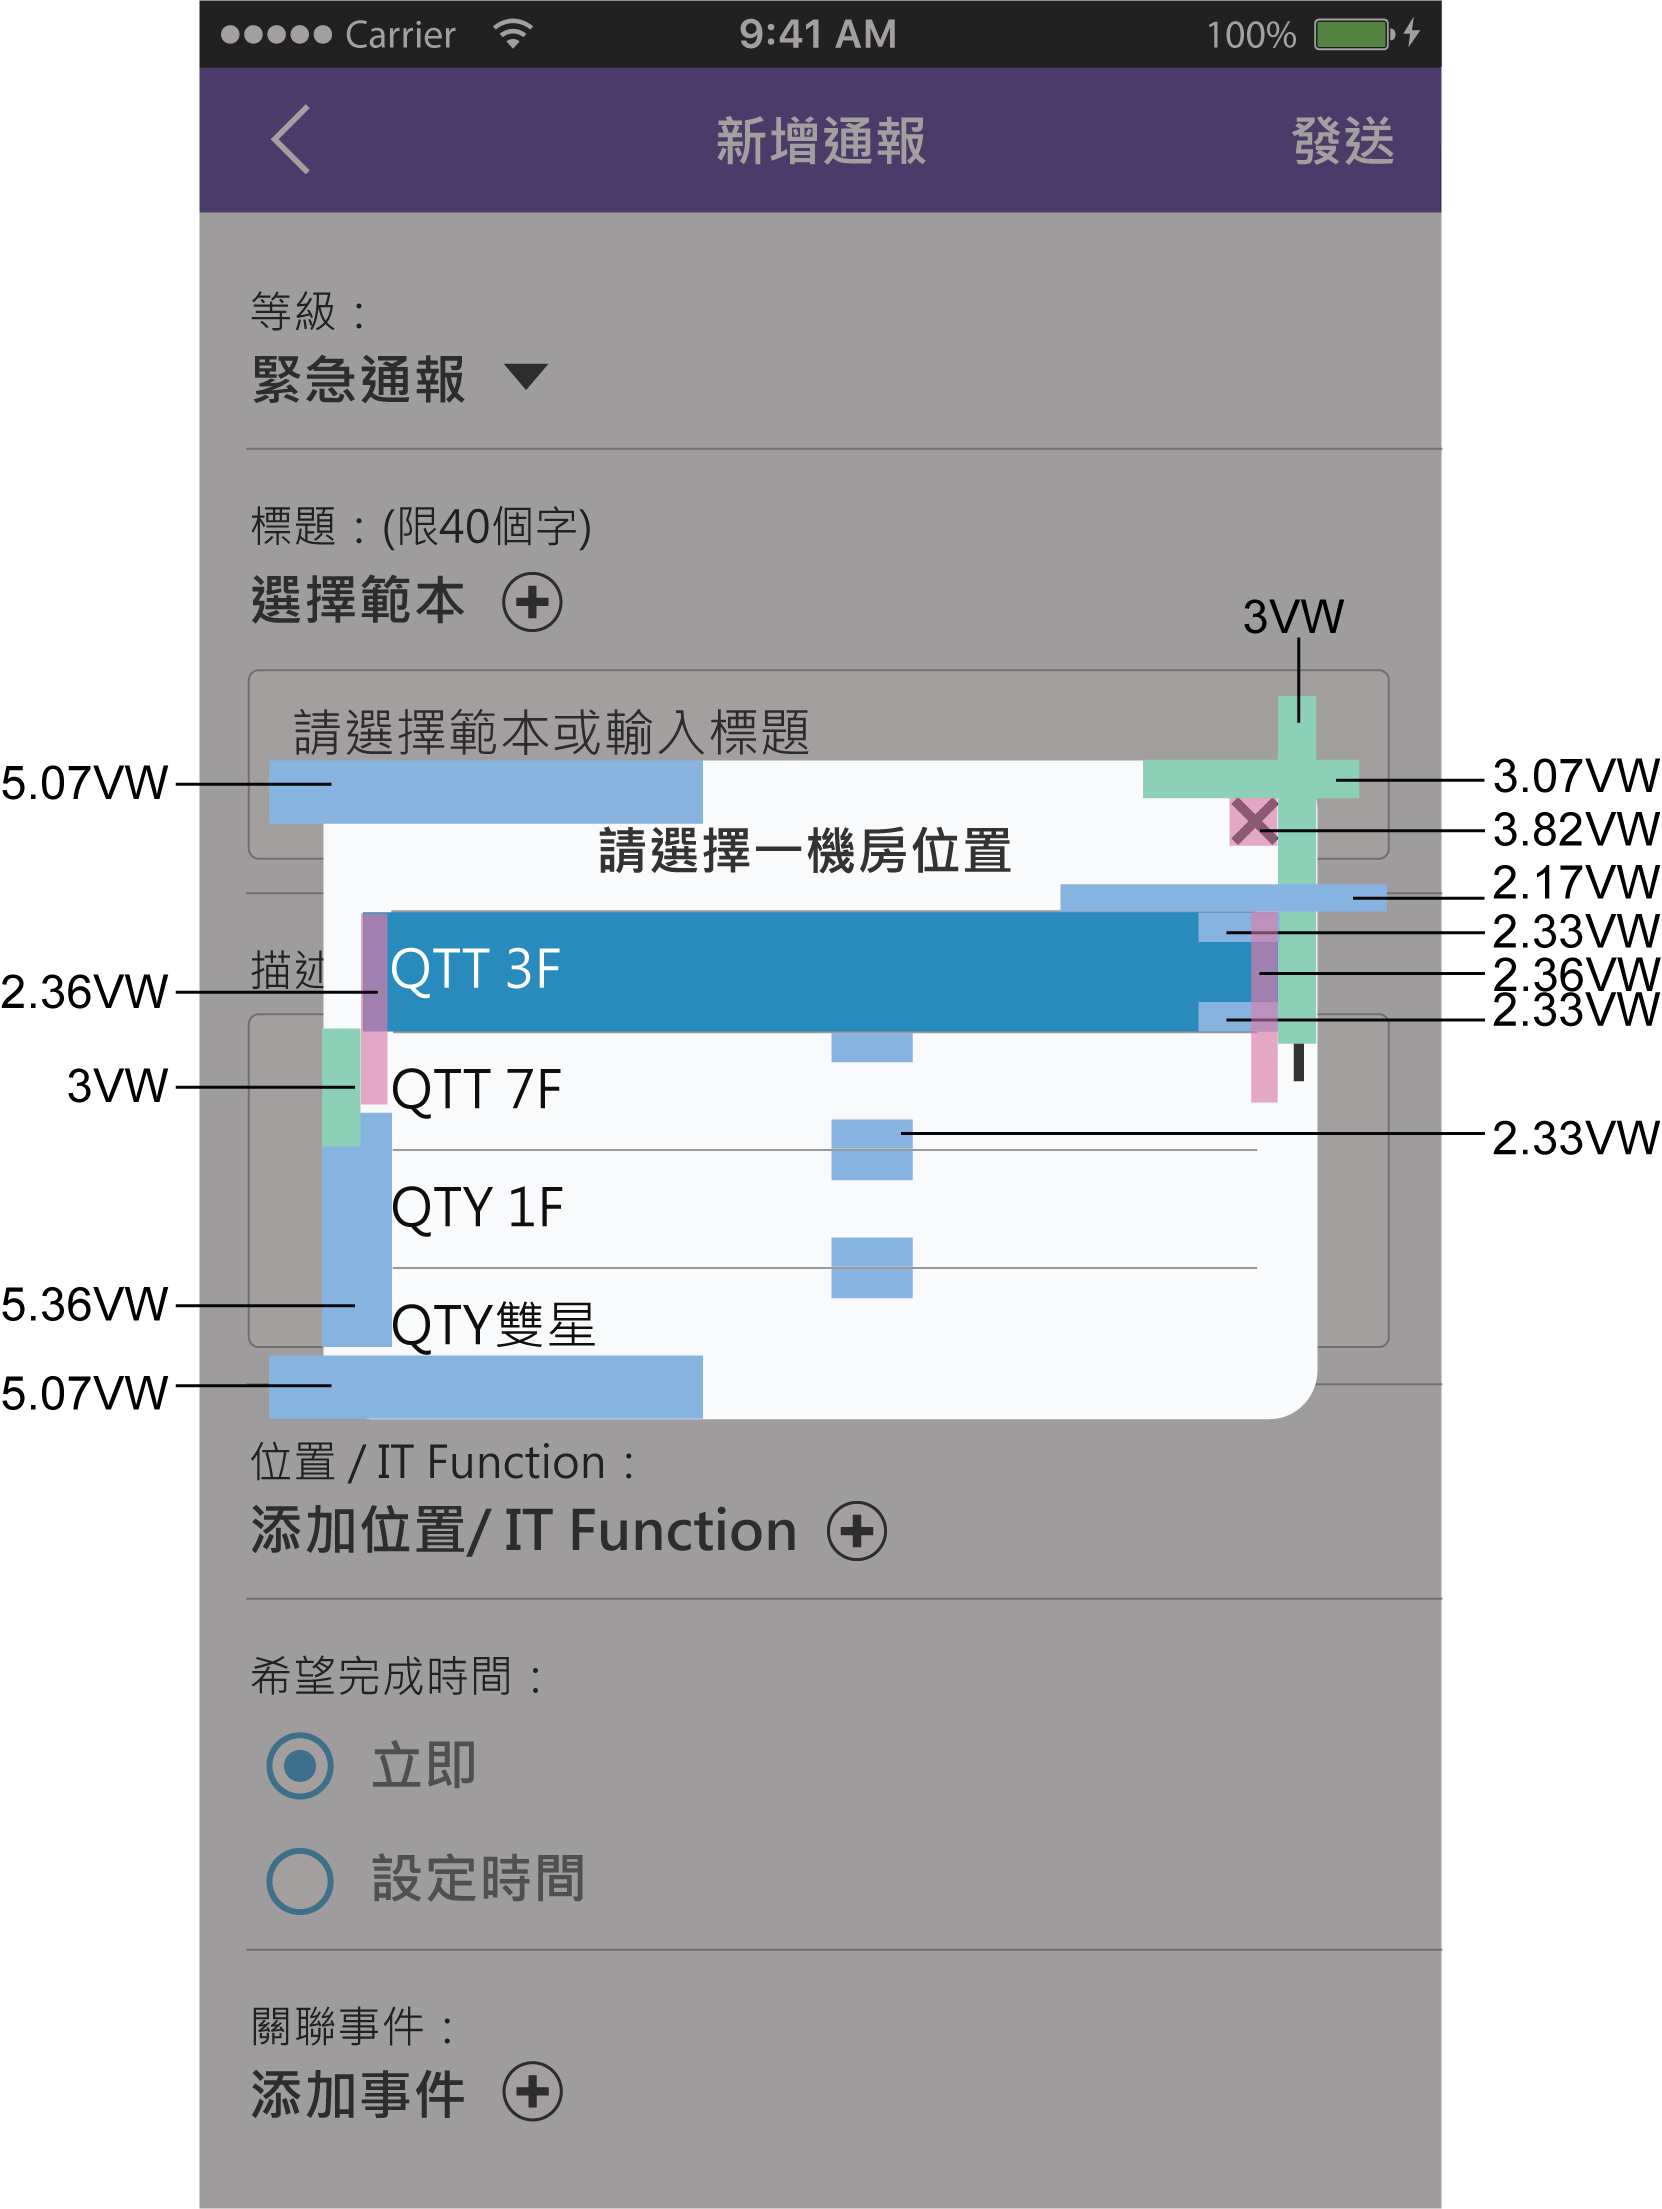 Carrier 9:41 AM 100%
新增通報 發送
等級：
緊急通報
標題：(限40個字)
選擇範本
3VW
請選擇範本或輸入標題
5.07VW 3.07VW
3.82VW
請選擇一機房位置
2.17VW
2.33VW
描述 QTT 3F
2.36VW 2.36VW
2.33VW
3VW QTT 7F
2.33VW
QTY 1F
5.36VW QTY雙星
5.07VW
位置 / IT Function：
添加位置/ IT Function
希望完成時間：
立即
設定時間
關聯事件：
添加事件